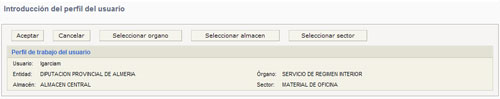 Introducción del perfil del usuario
Aceptar Cancelar Seleccionar organo Seleccionar almacen Seleccionar sector
Perfil de trabajo del usuario
Usuario: lgarciam
Entidad: DIPUTACION PROVINCIAL DE ALMERIA Órgano: SERVICIO DE REGIMEN INTERIOR
Almacén: ALMACEN CENTRAL Sector: MATERIAL DE OFICINA